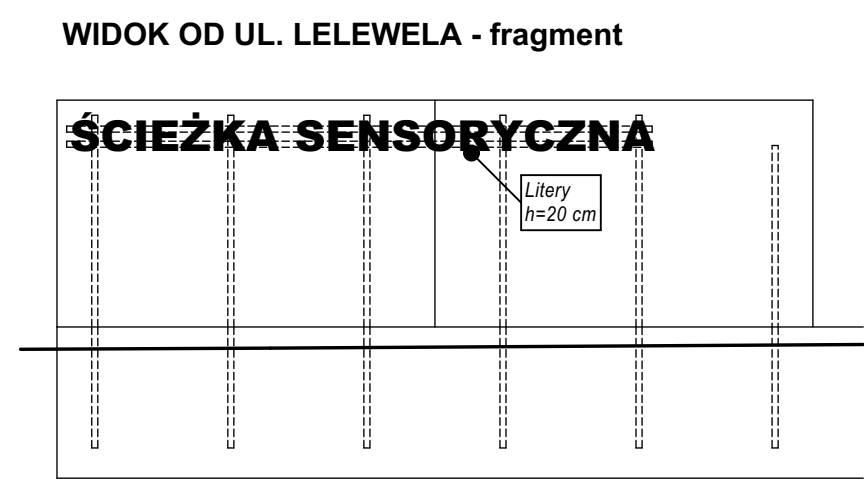 WIDOK OD UL. LELEWELA - fragment
ŚCIEŻKA SENSORYCZNA
Litery
h=20 cm